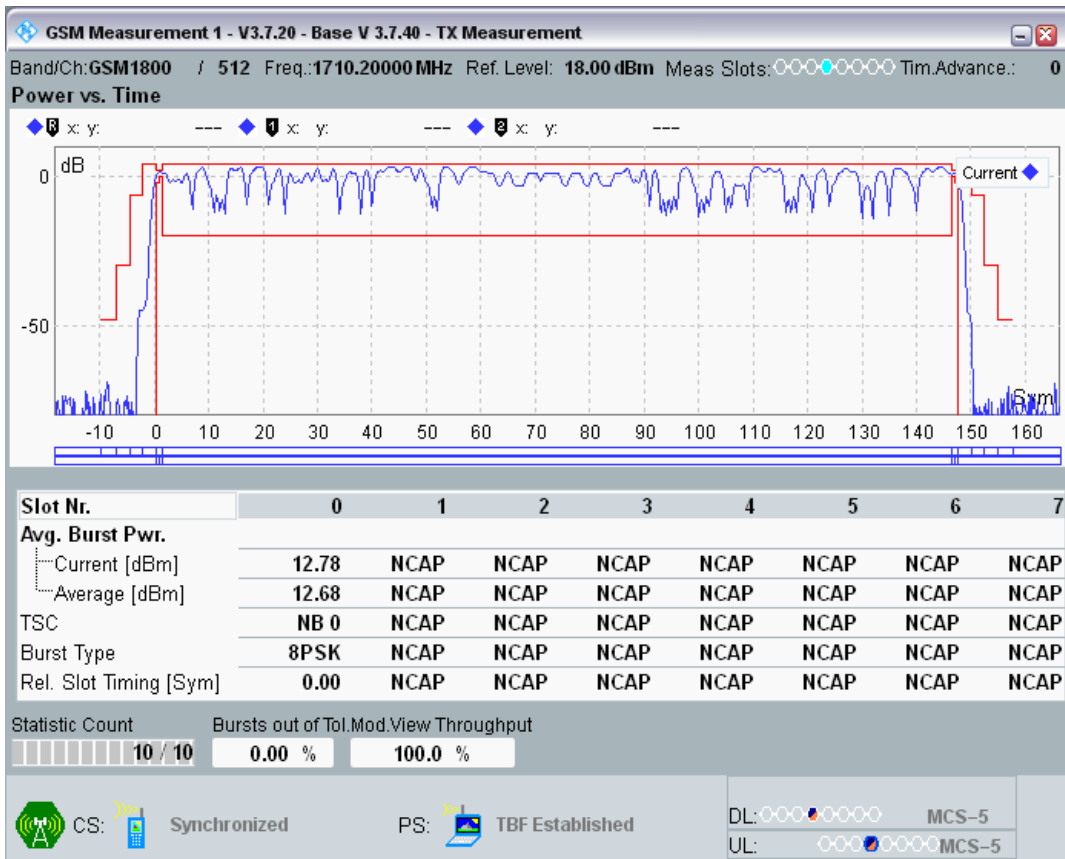 GSM Measurement 1 - V3.7.20 - Base V 3.7.40 - TX Measurement
Band/Ch:GSM1800 / 512 Freq.:1710.20000 MHz Ref. Level: 18.00 dBm Meas Slots: Tim.Advance.: 0
Power vs. Time
R x: y: --- 1 x: y: --- 2 x: y: ---
dB
Current
0
-50
Sym
-10 0 10 20 30 40 50 60 70 80 90 100 110 120 130 140 150 160
Slot Nr. 0 1 2 3 4 5 6 7
Avg. Burst Pwr.
Current [dBm] 12.78 NCAP NCAP NCAP NCAP NCAP NCAP NCAP
Average [dBm] 12.68 NCAP NCAP NCAP NCAP NCAP NCAP NCAP
TSC NB 0 NCAP NCAP NCAP NCAP NCAP NCAP NCAP
Burst Type 8PSK NCAP NCAP NCAP NCAP NCAP NCAP NCAP
Rel. Slot Timing [Sym] 0.00 NCAP NCAP NCAP NCAP NCAP NCAP NCAP
Statistic Count Bursts out of Tol.Mod.View Throughput
10 / 10 0.00 % 100.0 %
CS: Synchronized PS: TBF Established
DL: MCS-5
UL: MCS-5